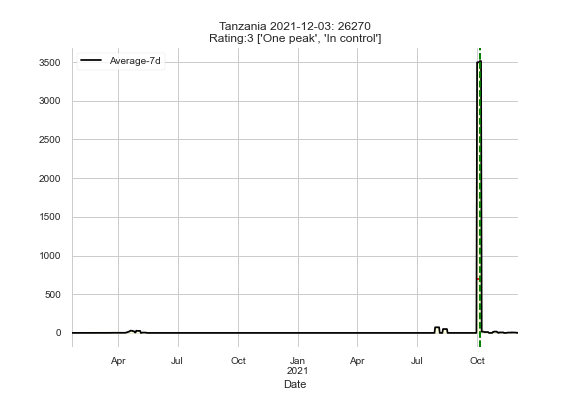 Tanzania 2021-12-03: 26270
Rating:3 ['One peak', 'In control']
Average-7d
3500
3000
2500
2000
1500
1000
500
0
Apr Jul Oct Jan Apr Jul Oct
2021
Date